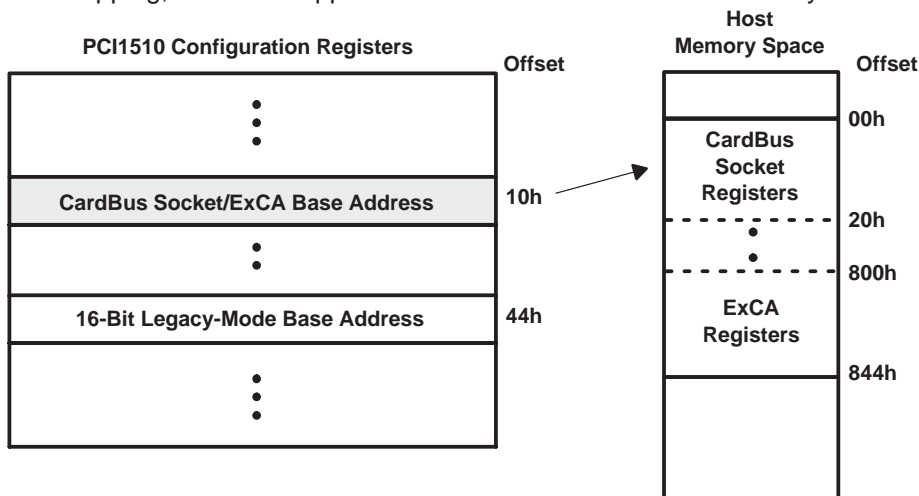 Host
Memory Space
PCI1510 Configuration Registers
Offset
Offset
00h
CardBus
Socket
Registers
CardBus Socket/ExCA Base Address
10h
20h
800h
16-Bit Legacy-Mode Base Address
44h
ExCA
Registers
844h